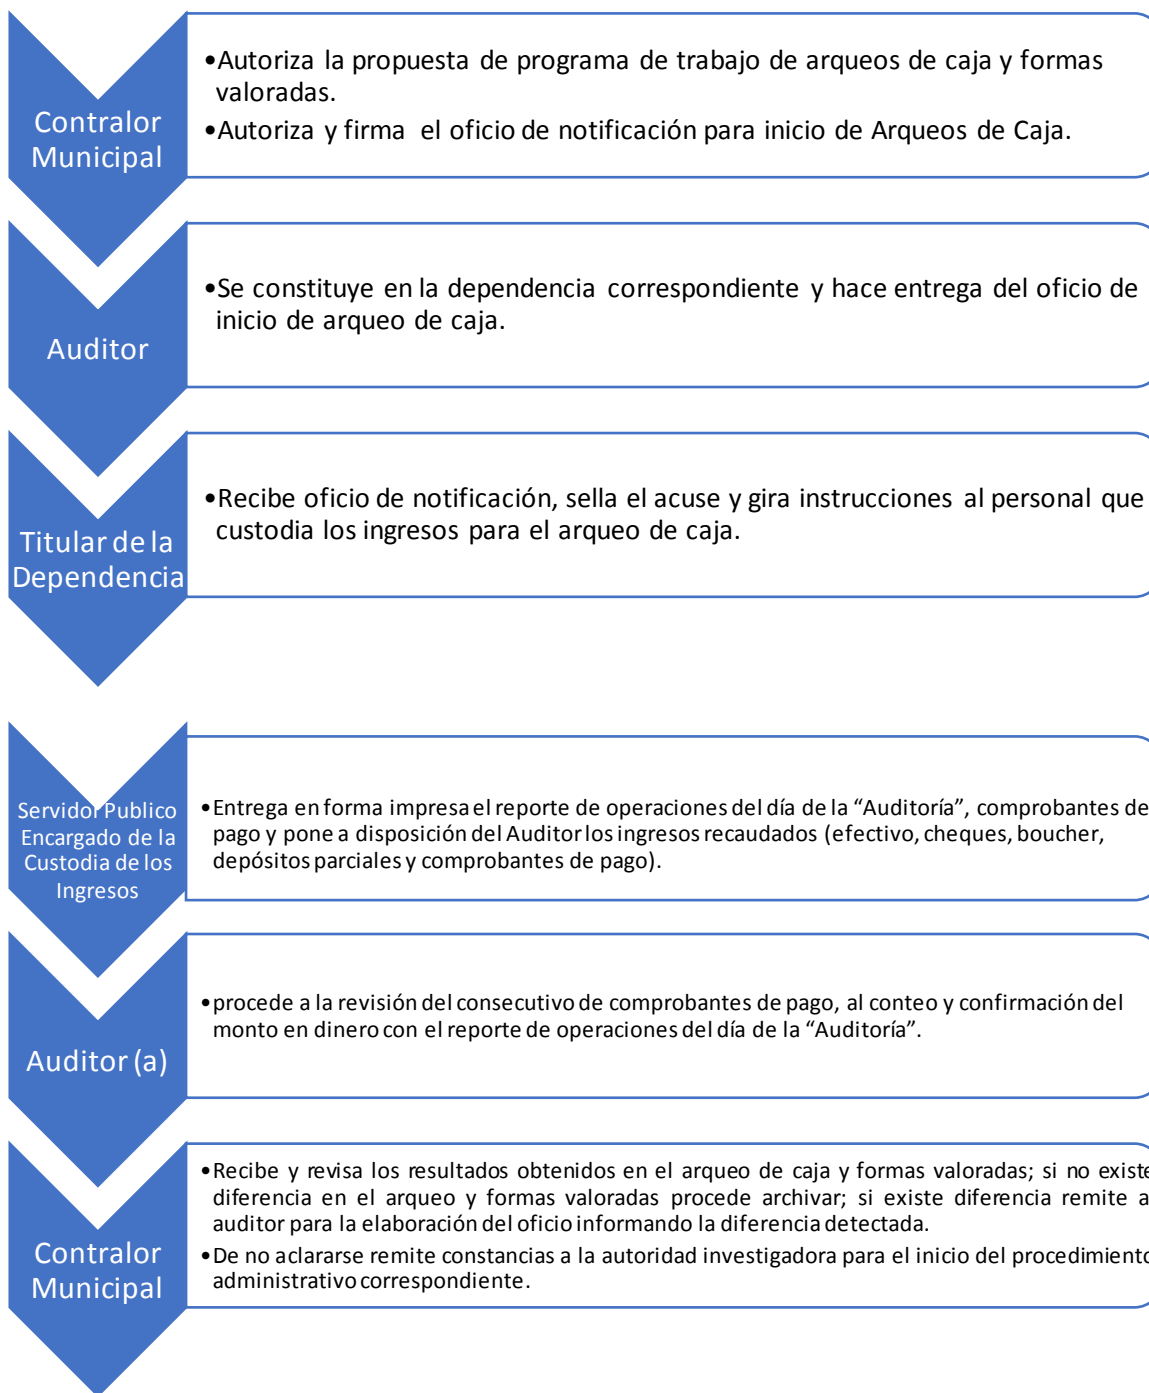 Contralor
Municipal
•Autoriza la propuesta de programa de trabajo de arqueos de caja y formas
valoradas.
•Autoriza y firma el oficio de notificación para inicio de Arqueos de Caja.
Auditor
•Se constituye en la dependencia correspondiente y hace entrega del oficio de
inicio de arqueo de caja.
Titular de la
Dependencia
•Recibe oficio de notificación, sella el acuse y gira instrucciones al personal que
custodia los ingresos para el arqueo de caja.
Servidor Publico
Encargado de la
Custodia de los
Ingresos
•Entrega en forma impresa el reporte de operaciones del día de la “Auditoría”, comprobantes de
pago y pone a disposición del Auditor los ingresos recaudados (efectivo, cheques, boucher,
depósitos parciales y comprobantes de pago).
Auditor (a)
•procede a la revisión del consecutivo de comprobantes de pago, al conteo y confirmación del
monto en dinero con el reporte de operaciones del día de la “Auditoría”.
Contralor
Municipal
•Recibe y revisa los resultados obtenidos en el arqueo de caja y formas valoradas; si no existe
diferencia en el arqueo y formas valoradas procede archivar; si existe diferencia remite a
auditor para la elaboración del oficio informando la diferencia detectada.
•De no aclararse remite constancias a la autoridad investigadora para el inicio del procedimiento
administrativo correspondiente.